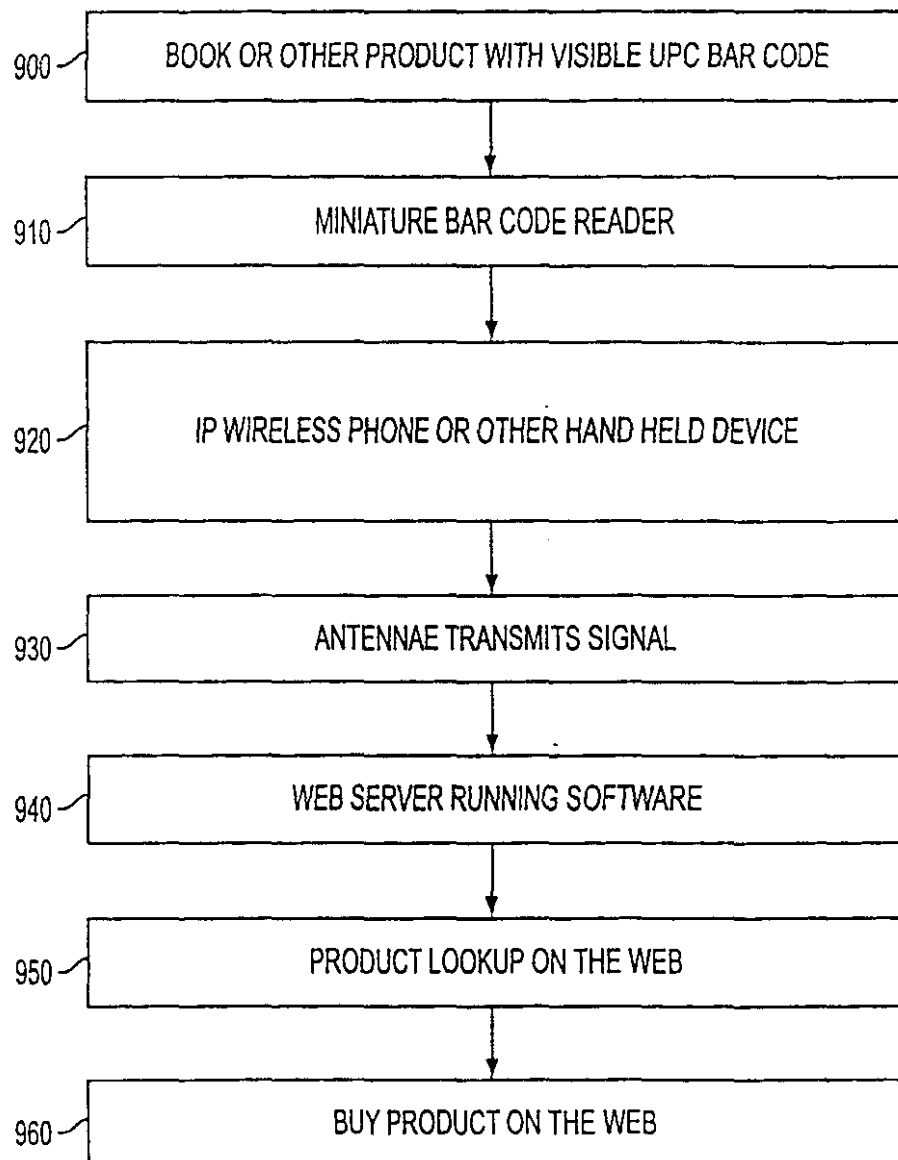 900 BOOK OR OTHER PRODUCT WITH VISIBLE UPC BAR CODE
910 MINIATURE BAR CODE READER
920 IP WIRELESS PHONE OR OTHER HAND HELD DEVICE
930 ANTENNAE TRANSMITS SIGNAL
940 WEB SERVER RUNNING SOFTWARE
950 PRODUCT LOOKUP ON THE WEB
960 BUY PRODUCT ON THE WEB